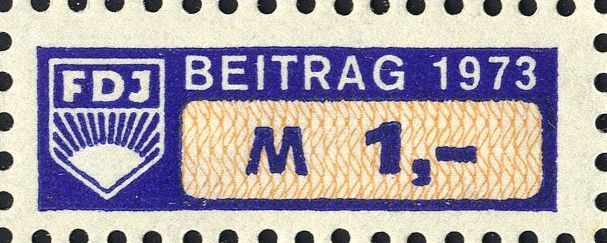 FDJ
BEITRAG 1973
M 1,-